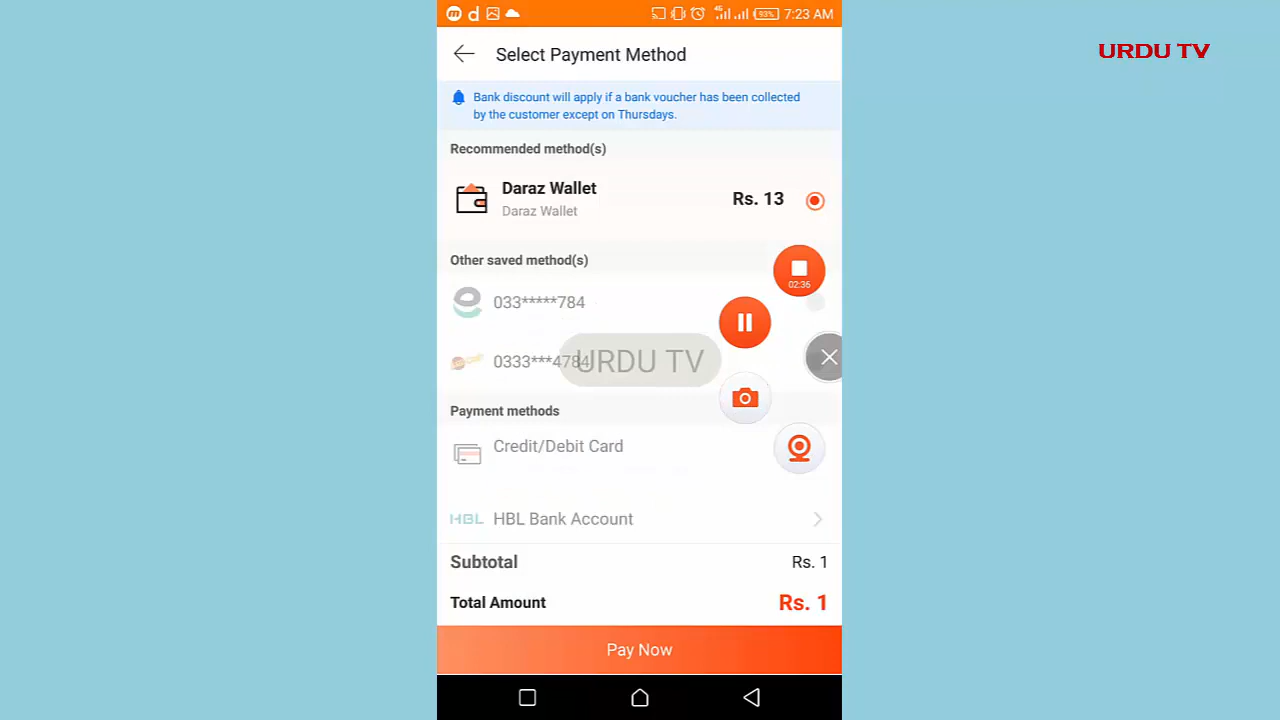 7:23 AM
93%
4G
URDU TV
Select Payment Method
Bank discount will apply if a bank voucher has been collected
by the customer except on Thursdays.
Recommended method(s)
Daraz Wallet
Rs. 13
Daraz Wallet
Other saved method(s)
02:36
033*****784
0333***4784
URDU TV
Payment methods
Credit/Debit Card
HBL HBL Bank Account
Subtotal Rs. 1
Total Amount Rs. 1
Pay Now